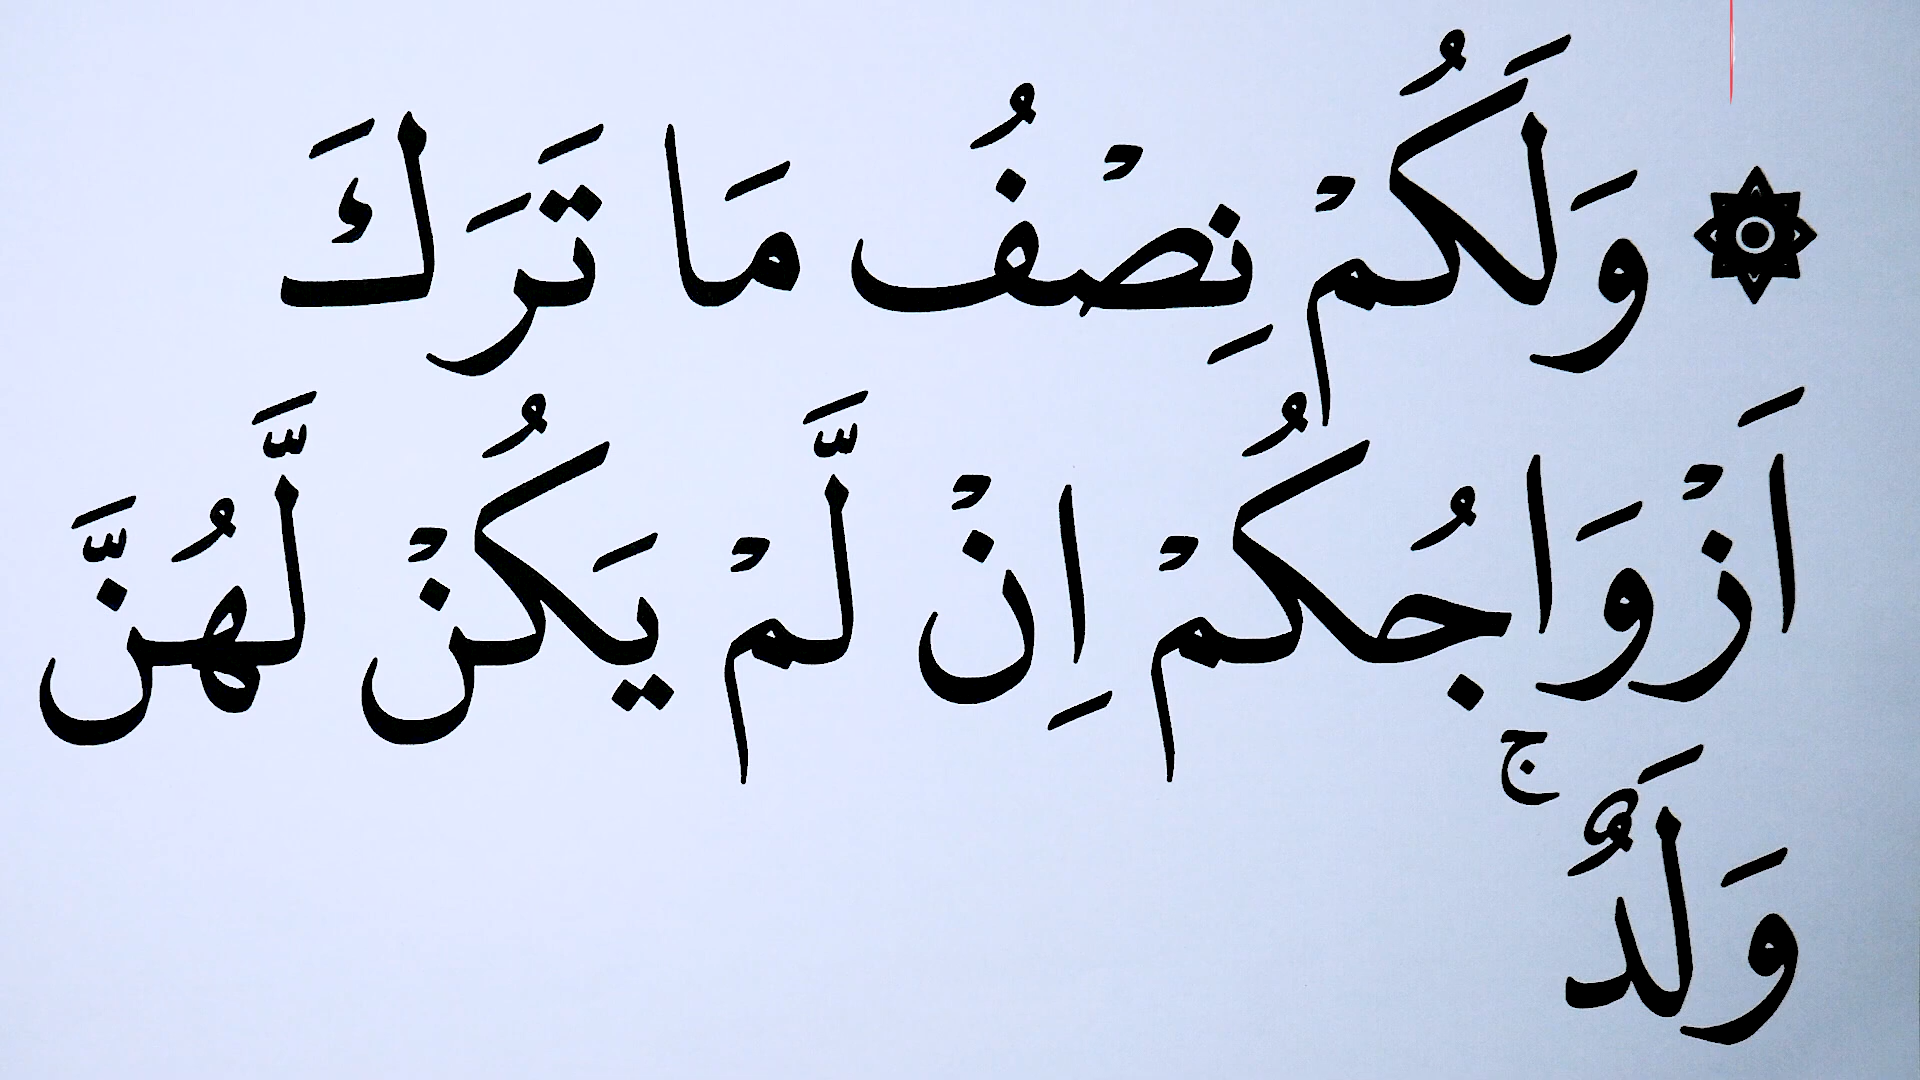 ۞ وَلَكُمْ نِصْفُ مَا تَرَكَ
اَزْوَاجُكُمْ اِنْ لَّمْ يَكُنْ لَّهُنَّ
وَلَدٌ ۚ